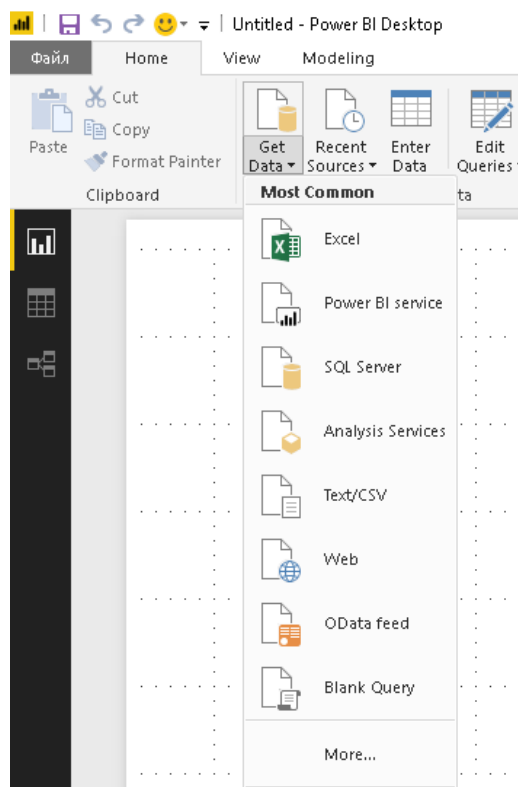 Untitled - Power BI Desktop
Файл Home View Modeling
Cut
Copy
Format Painter
Paste
Get Data
Recent Sources
Enter Data
Edit Queries
Clipboard
ta
Most Common
Excel
Power BI service
SQL Server
Analysis Services
Text/CSV
Web
OData feed
Blank Query
More...